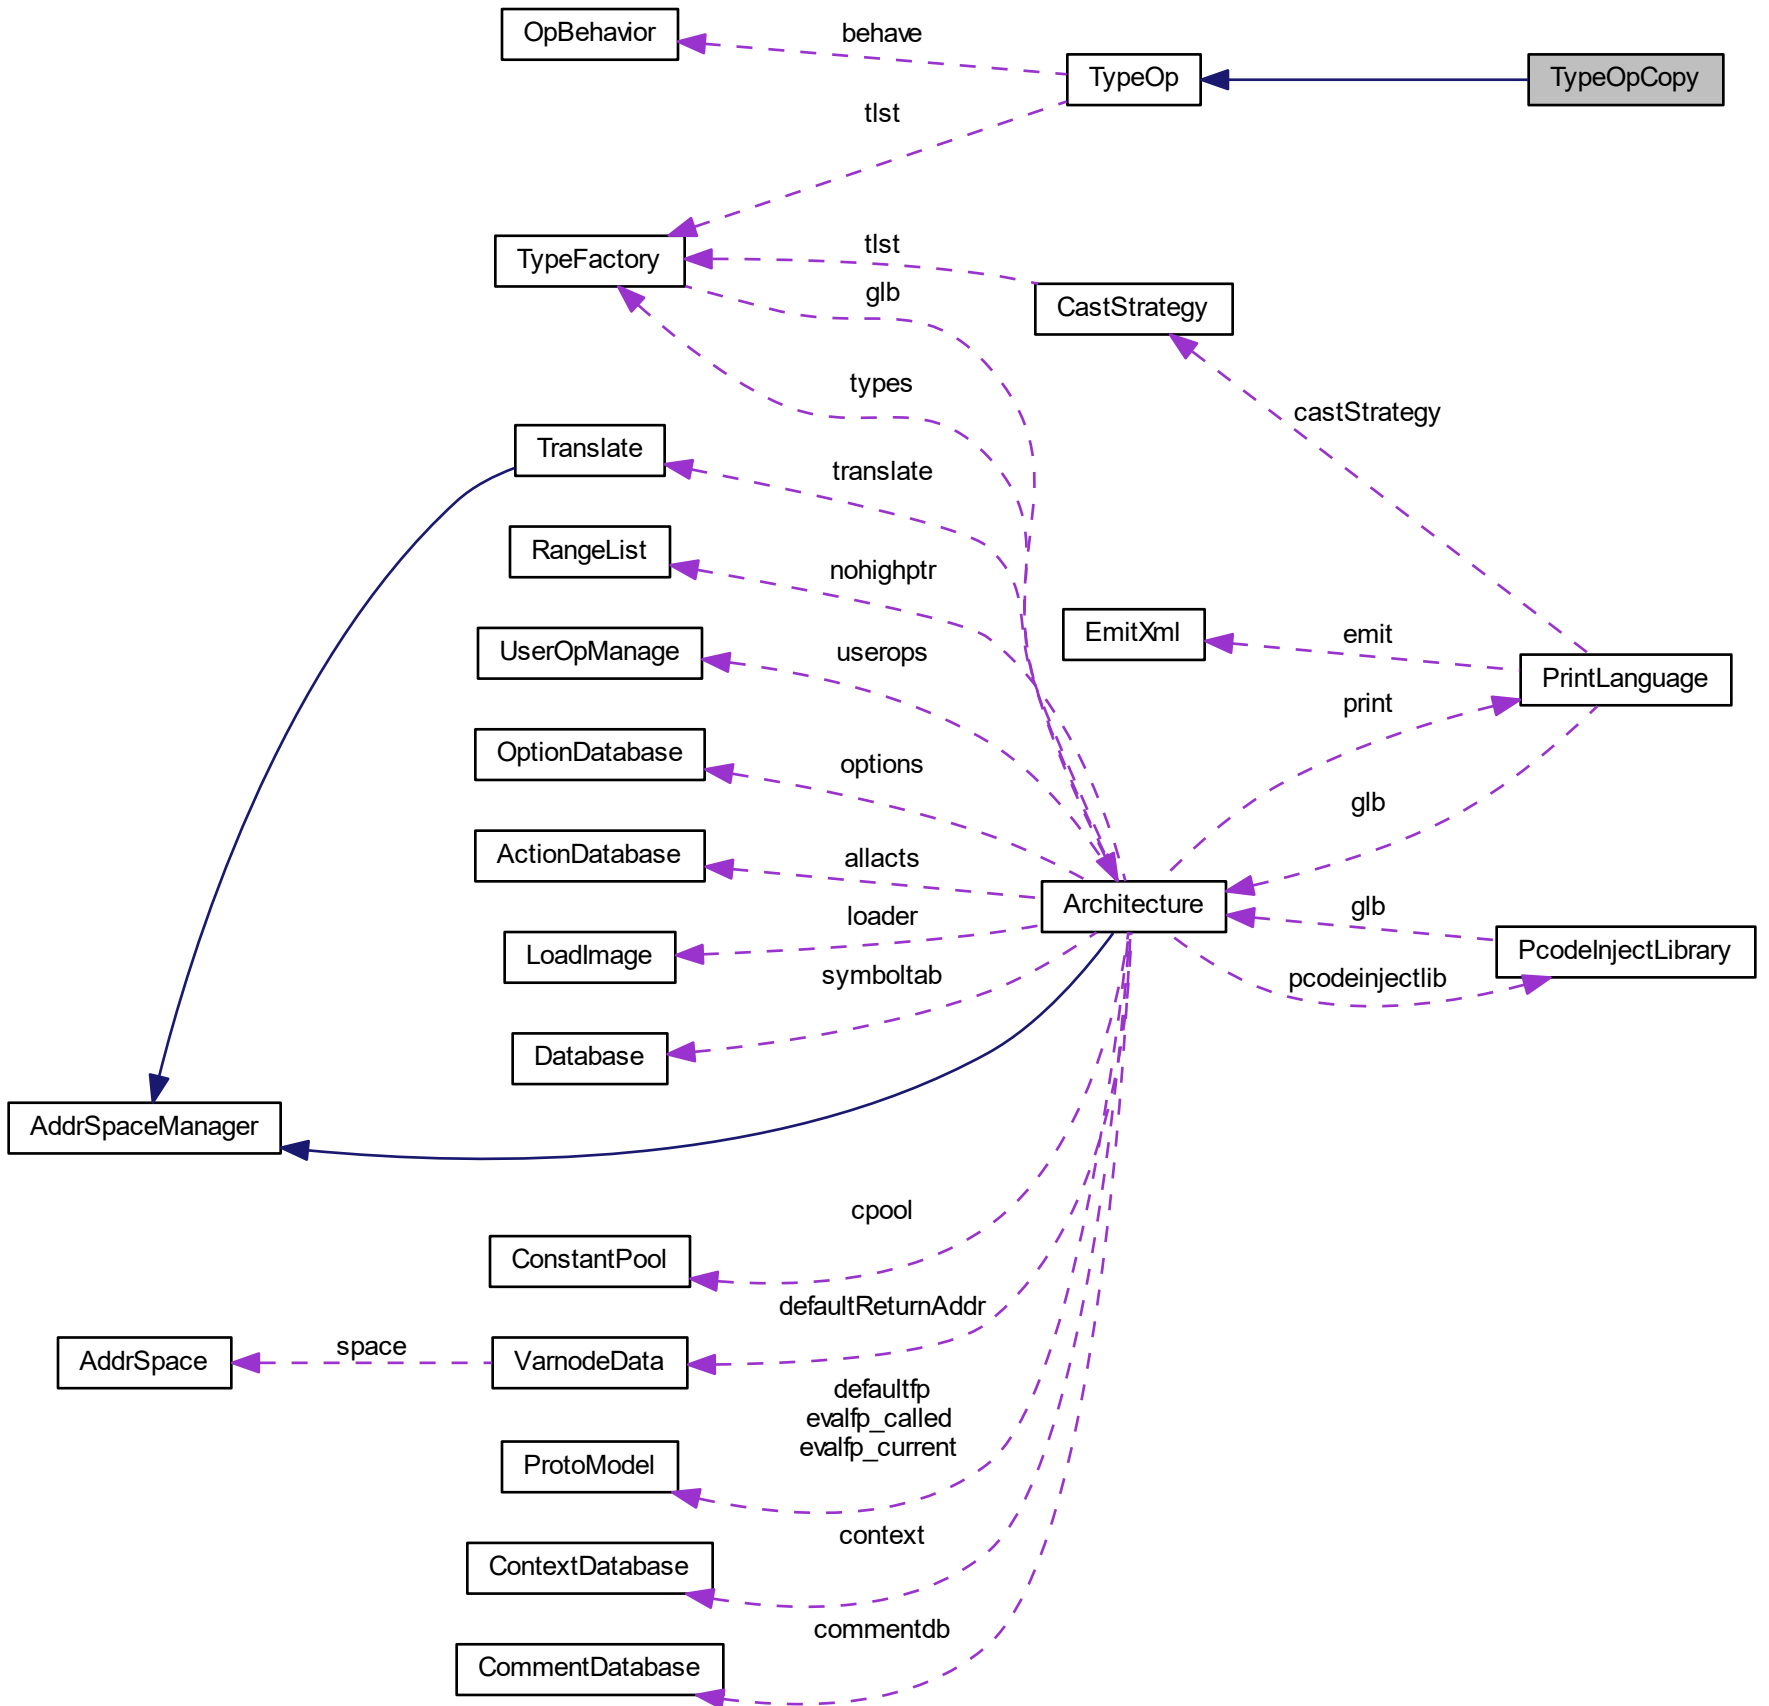 OpBehavior
behave
TypeOp
TypeOpCopy
tlst
TypeFactory
tlst
glb
CastStrategy
types
castStrategy
Translate
translate
RangeList
nohighptr
EmitXml
emit
UserOpManage
userops
PrintLanguage
print
OptionDatabase
options
glb
ActionDatabase
allacts
Architecture
glb
LoadImage
loader
PcodeInjectLibrary
symboltab
pcodeinjectlib
Database
AddrSpaceManager
cpool
ConstantPool
defaultReturnAddr
AddrSpace
space
VarnodeData
defaultfp
evalfp_called
evalfp_current
ProtoModel
context
ContextDatabase
commentdb
CommentDatabase